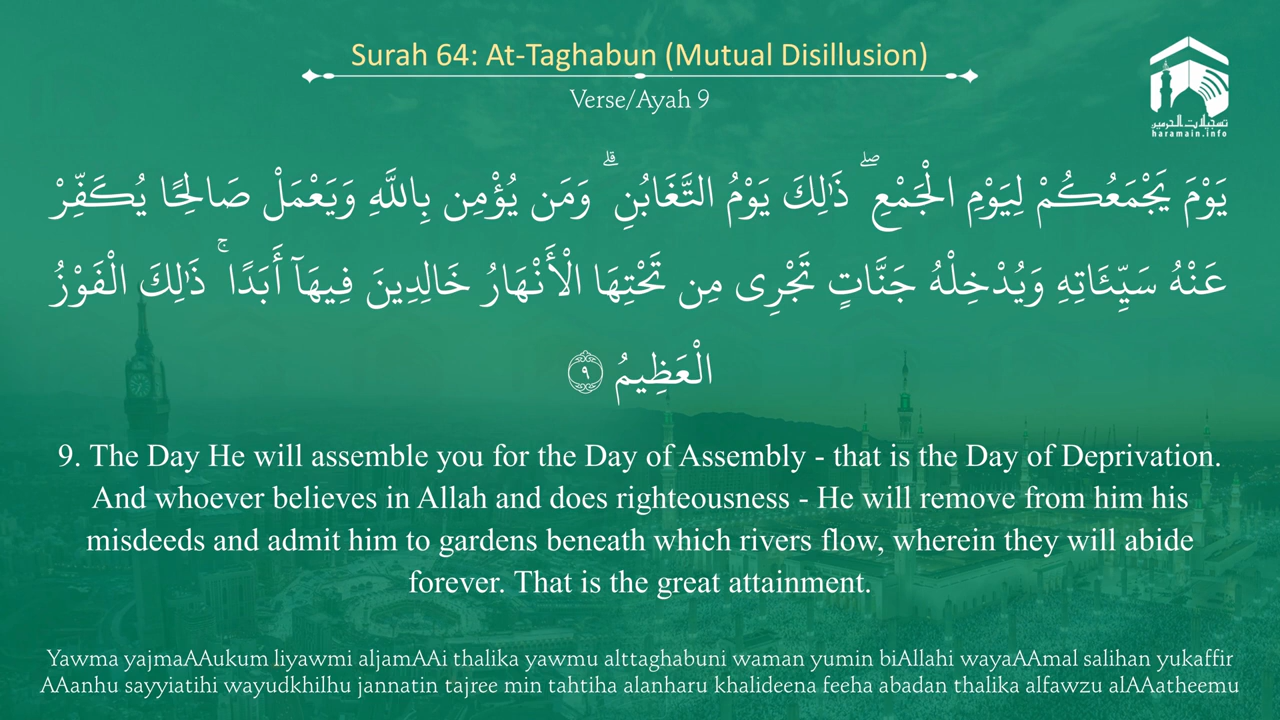 Surah 64: At-Taghabun (Mutual Disillusion)
Verse/Ayah 9
تسجيلات الحرمين
haramain.info
يَوْمَ يَجْمَعُكُمْ لِيَوْمِ الْجَمْعِ ۖ ذَٰلِكَ يَوْمُ التَّغَابُنِ ۗ وَمَن يُؤْمِن بِاللَّهِ وَيَعْمَلْ صَالِحًا يُكَفِّرْ
عَنْهُ سَيِّئَاتِهِ وَيُدْخِلْهُ جَنَّاتٍ تَجْرِى مِن تَحْتِهَا الْأَنْهَارُ خَالِدِينَ فِيهَآ أَبَدًا ۚ ذَٰلِكَ الْفَوْزُ
الْعَظِيمُ ۝٩
9. The Day He will assemble you for the Day of Assembly - that is the Day of Deprivation.
And whoever believes in Allah and does righteousness - He will remove from him his
misdeeds and admit him to gardens beneath which rivers flow, wherein they will abide
forever. That is the great attainment.
Yawma yajmaAAukum liyawmi aljamAAi thalika yawmu alttaghabuni waman yumin biAllahi wayaAAmal salihan yukaffir
AAanhu sayyiatihi wayudkhilhu jannatin tajree min tahtiha alanharu khalideena feeha abadan thalika alfawzu alAAatheemu